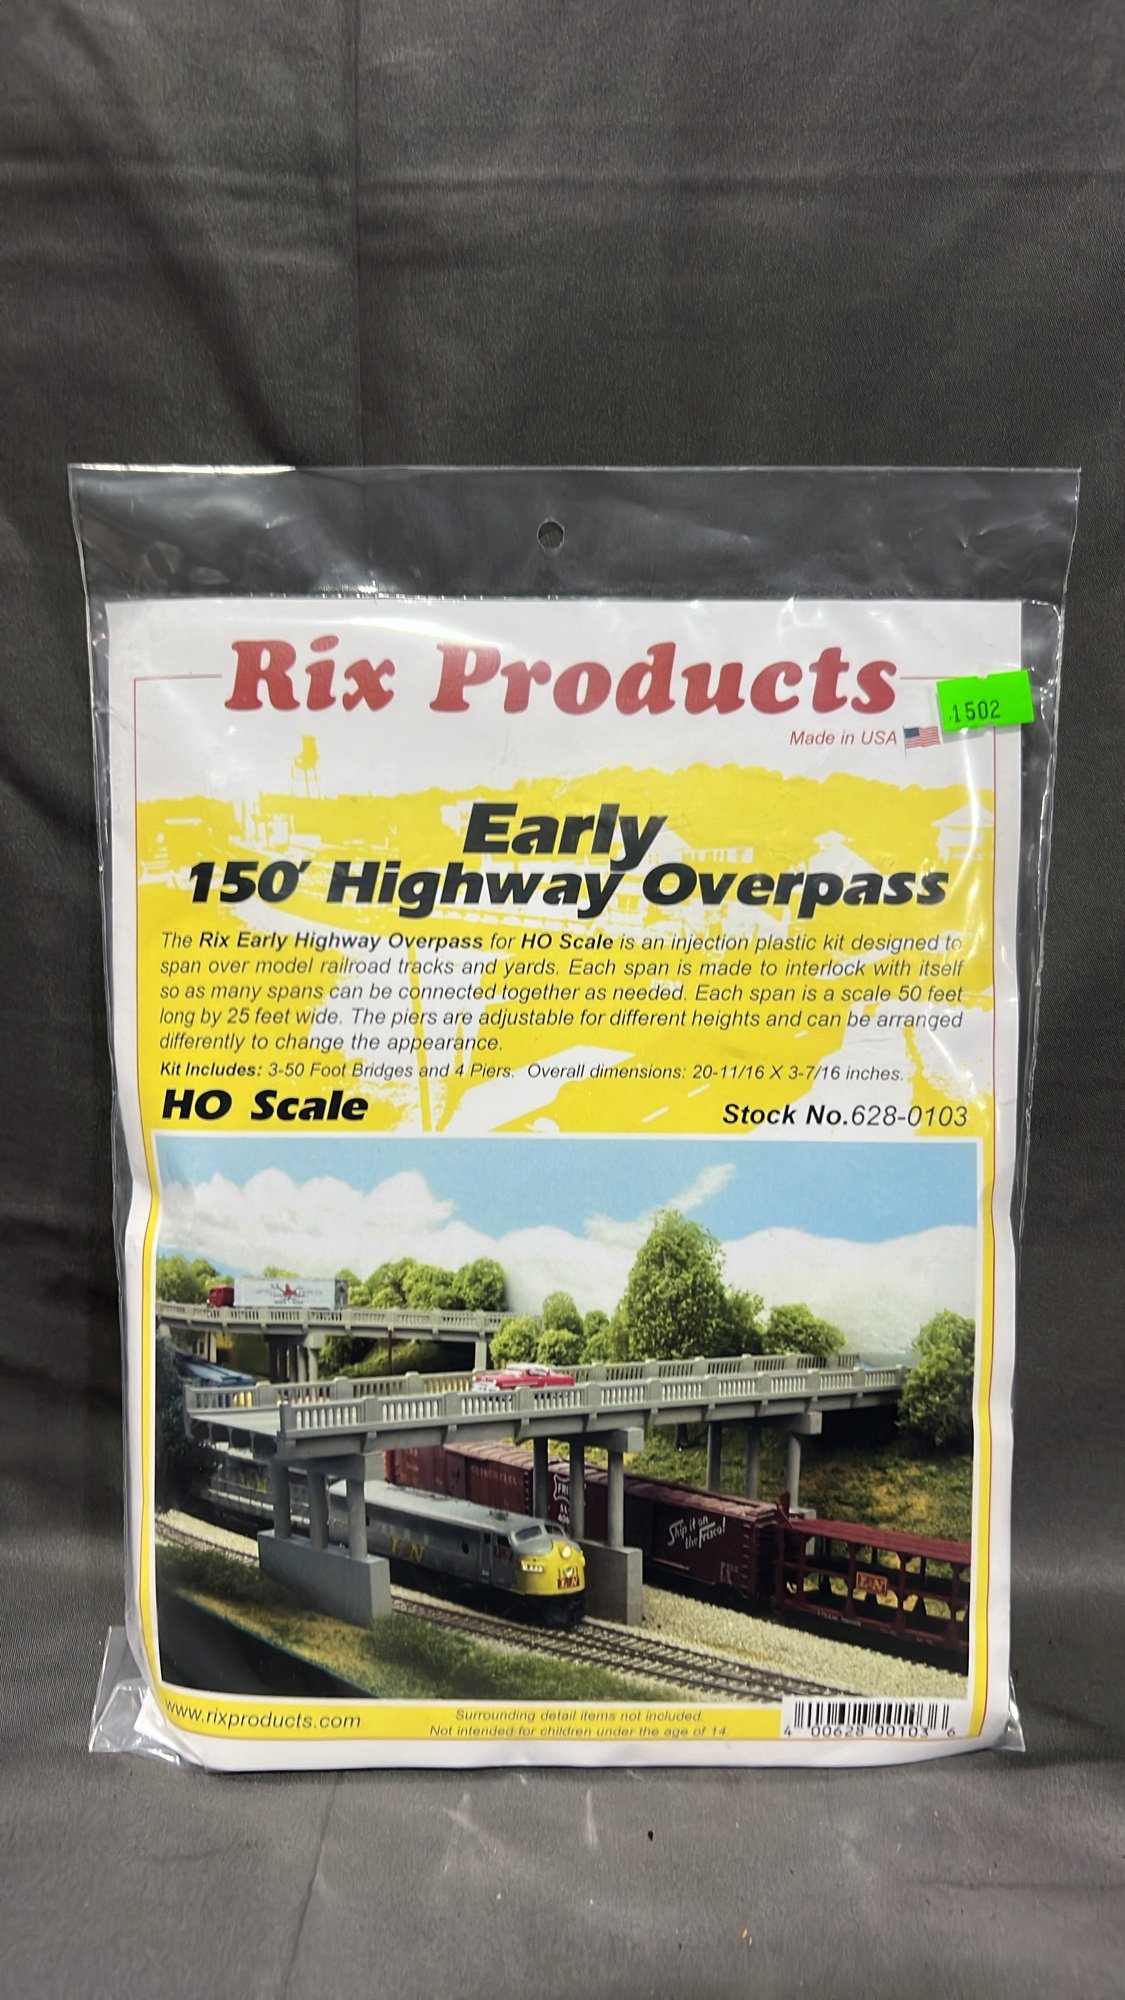 Rix Products
1502
Made in USA
Early
150' Highway Overpass
The Rix Early Highway Overpass for HO Scale is an injection plastic kit designed to
span over model railroad tracks and yards. Each span is made to interlock with itself
so as many spans can be connected together as needed. Each span is a scale 50 feet
long by 25 feet wide. The piers are adjustable for different heights and can be arranged
differently to change the appearance.
Kit Includes: 3-50 Foot Bridges and 4 Piers. Overall dimensions: 20-11/16 X 3-7/16 inches.
HO Scale
Stock No.628-0103
Ship it on
the Frisco!
L&N
L N
www.rixproducts.com
Surrounding detail items not included.
Not intended for children under the age of 14.
4 00628 00103 6